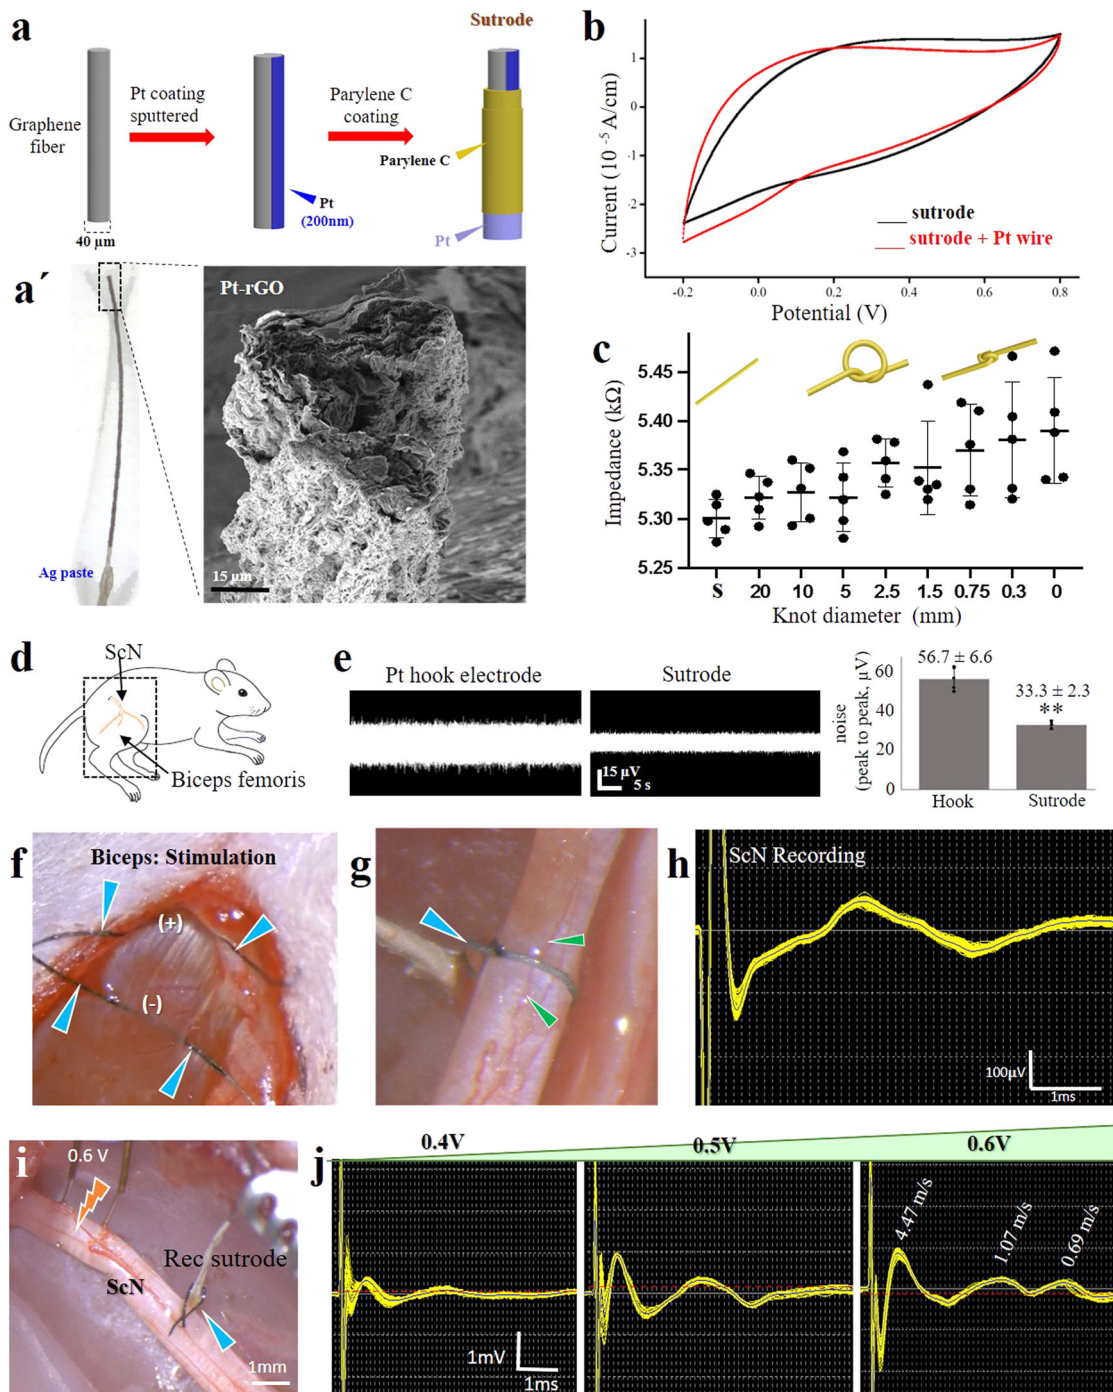 a
Sutrode
Graphene
fiber
Pt coating
sputtered
Parylene C
coating
Parylene C
Pt
(200nm)
Pt
40 µm
b
Current (10 -5 A/cm)
1
0
-1
-2
-3
sutrode
sutrode + Pt wire
-0.2
0.0
0.2
0.4
0.6
0.8
Potential (V)
a´
Pt-rGO
Ag paste
15 µm
c
Impedance (kΩ)
5.45
5.40
5.35
5.30
5.25
S
20
10
5
2.5
1.5
0.75
0.3
0
Knot diameter (mm)
d
ScN
Biceps femoris
e
Pt hook electrode
Sutrode
15 µV
5 s
noise
(peak to peak, µV)
60
40
20
0
56.7 ± 6.6
33.3 ± 2.3
**
Hook
Sutrode
f
Biceps: Stimulation
(+)
(-)
g
h
ScN Recording
100µV
1ms
i
0.6 V
Rec sutrode
ScN
1mm
j
0.4V
0.5V
0.6V
4.47 m/s
1.07 m/s
0.69 m/s
1mV
1ms